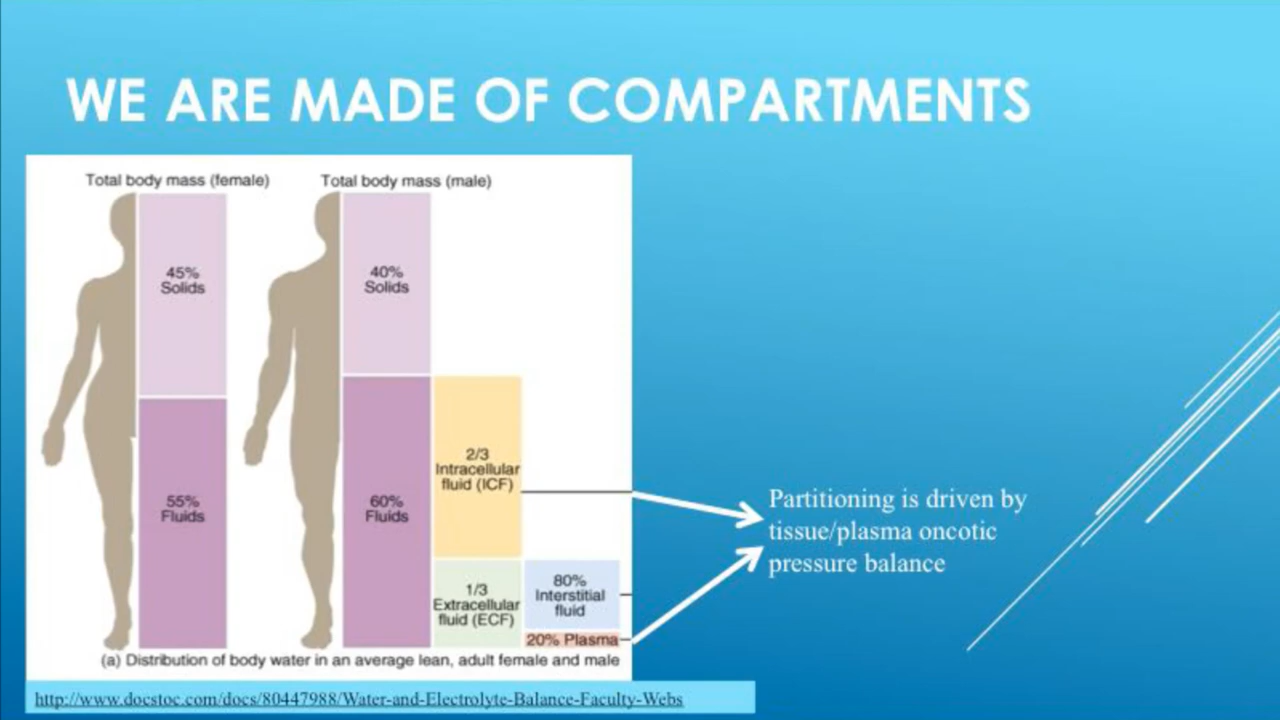 WE ARE MADE OF COMPARTMENTS
Total body mass (female)
Total body mass (male)
45%
Solids
40%
Solids
55%
Fluids
60%
Fluids
2/3
Intracellular
fluid (ICF)
1/3
Extracellular
fluid (ECF)
80%
Interstitial
fluid
20% Plasma
(a) Distribution of body water in an average lean, adult female and male
Partitioning is driven by
tissue/plasma oncotic
pressure balance
http://www.docstoc.com/docs/80447988/Water-and-Electrolyte-Balance-Faculty-Webs